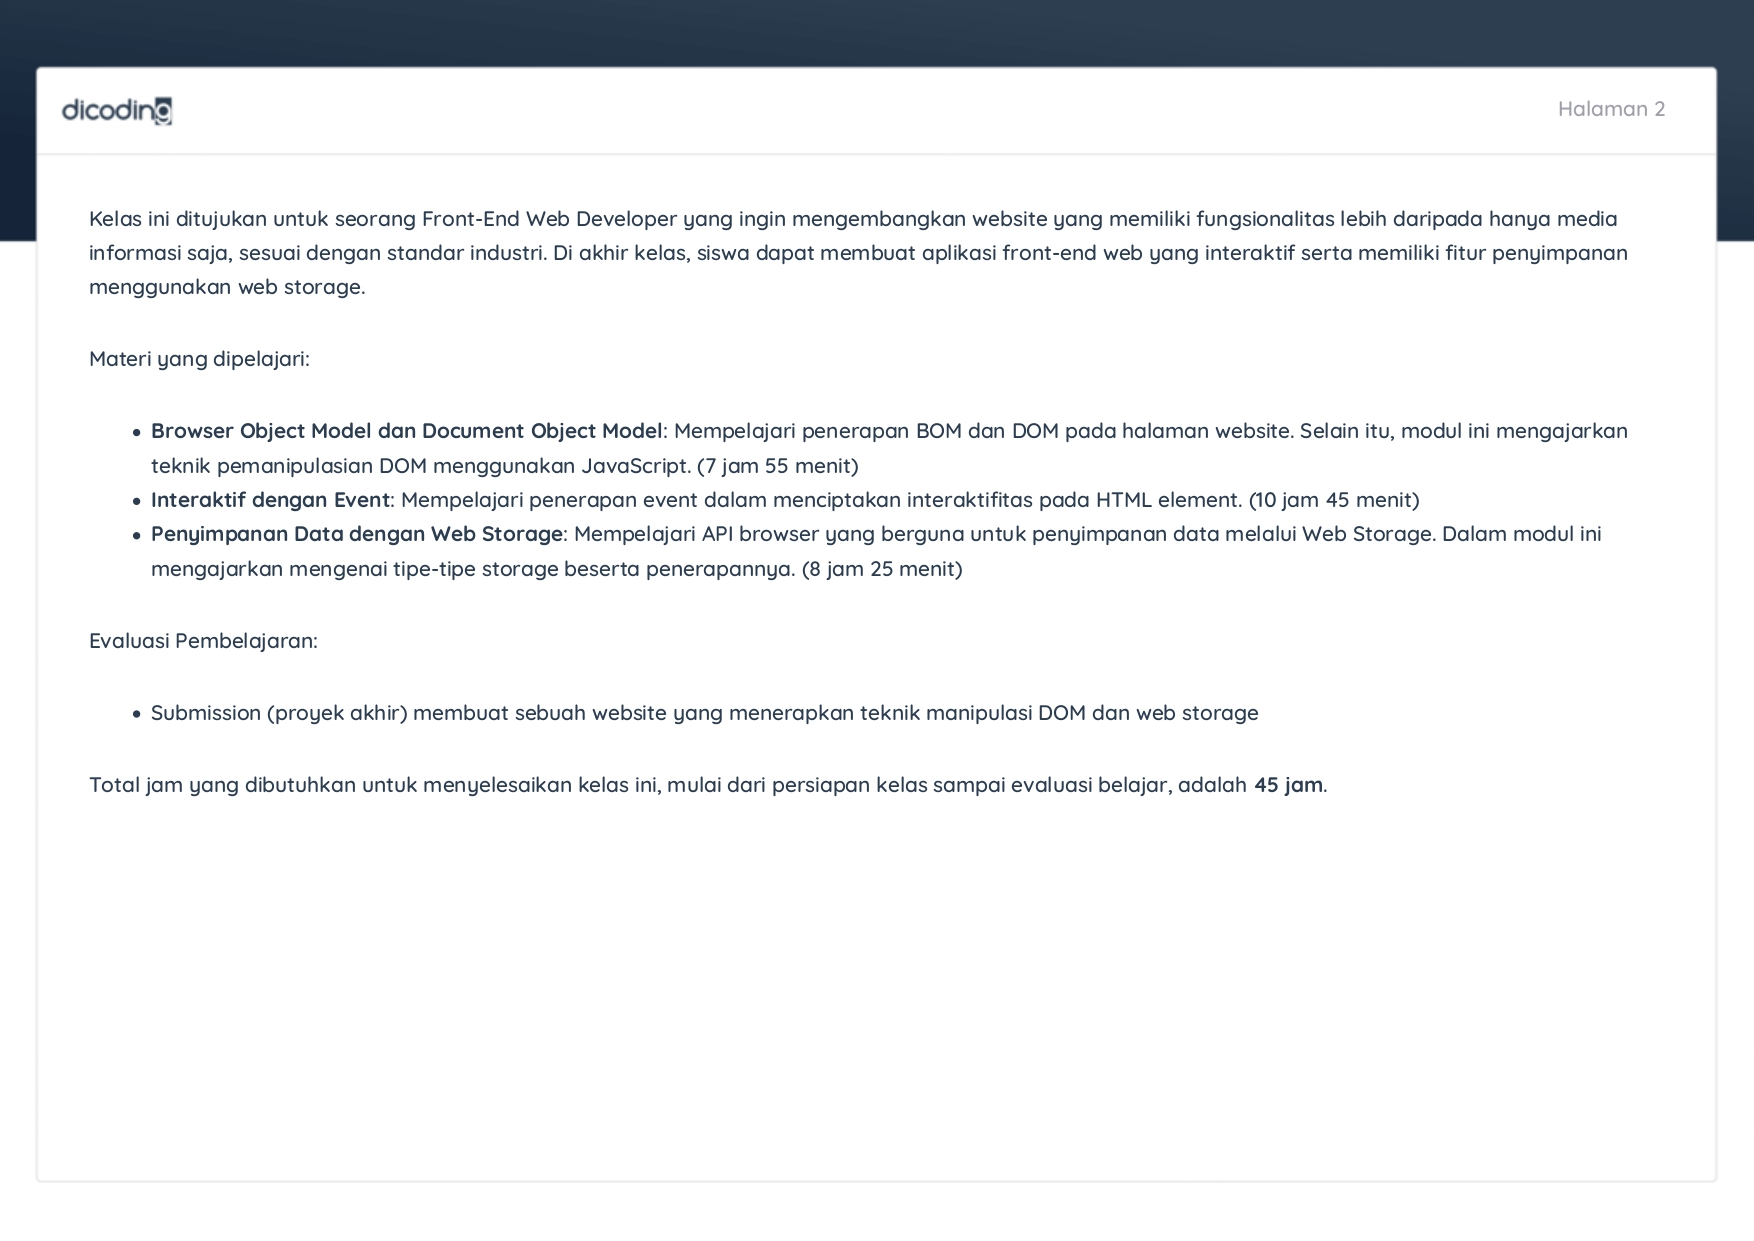 dicoding
Halaman 2
Kelas ini ditujukan untuk seorang Front-End Web Developer yang ingin mengembangkan website yang memiliki fungsionalitas lebih daripada hanya media
informasi saja, sesuai dengan standar industri. Di akhir kelas, siswa dapat membuat aplikasi front-end web yang interaktif serta memiliki fitur penyimpanan
menggunakan web storage.
Materi yang dipelajari:
• Browser Object Model dan Document Object Model: Mempelajari penerapan BOM dan DOM pada halaman website. Selain itu, modul ini mengajarkan
teknik pemanipulasian DOM menggunakan JavaScript. (7 jam 55 menit)
• Interaktif dengan Event: Mempelajari penerapan event dalam menciptakan interaktifitas pada HTML element. (10 jam 45 menit)
• Penyimpanan Data dengan Web Storage: Mempelajari API browser yang berguna untuk penyimpanan data melalui Web Storage. Dalam modul ini
mengajarkan mengenai tipe-tipe storage beserta penerapannya. (8 jam 25 menit)
Evaluasi Pembelajaran:
• Submission (proyek akhir) membuat sebuah website yang menerapkan teknik manipulasi DOM dan web storage
Total jam yang dibutuhkan untuk menyelesaikan kelas ini, mulai dari persiapan kelas sampai evaluasi belajar, adalah 45 jam.